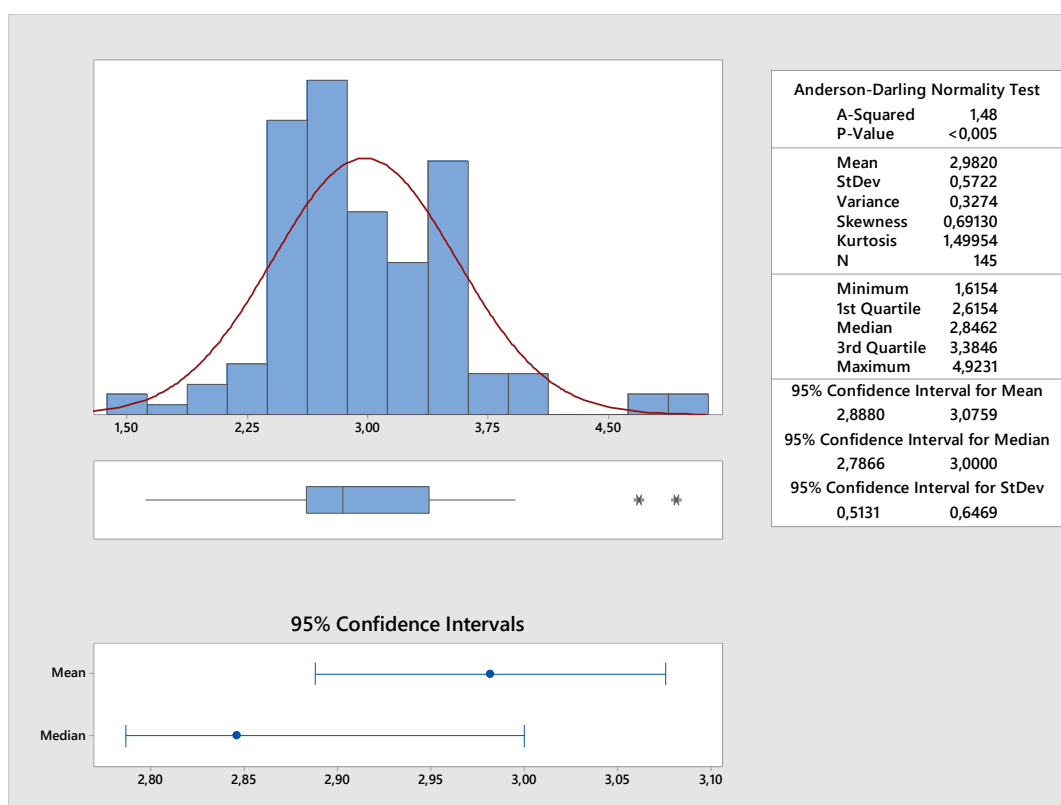 Anderson-Darling Normality Test
A-Squared 1,48
P-Value <0,005
Mean 2,9820
StDev 0,5722
Variance 0,3274
Skewness 0,69130
Kurtosis 1,49954
N 145
Minimum 1,6154
1st Quartile 2,6154
Median 2,8462
3rd Quartile 3,3846
Maximum 4,9231
95% Confidence Interval for Mean
2,8880 3,0759
95% Confidence Interval for Median
2,7866 3,0000
95% Confidence Interval for StDev
0,5131 0,6469
1,50 2,25 3,00 3,75 4,50
95% Confidence Intervals
Mean
Median
2,80 2,85 2,90 2,95 3,00 3,05 3,10